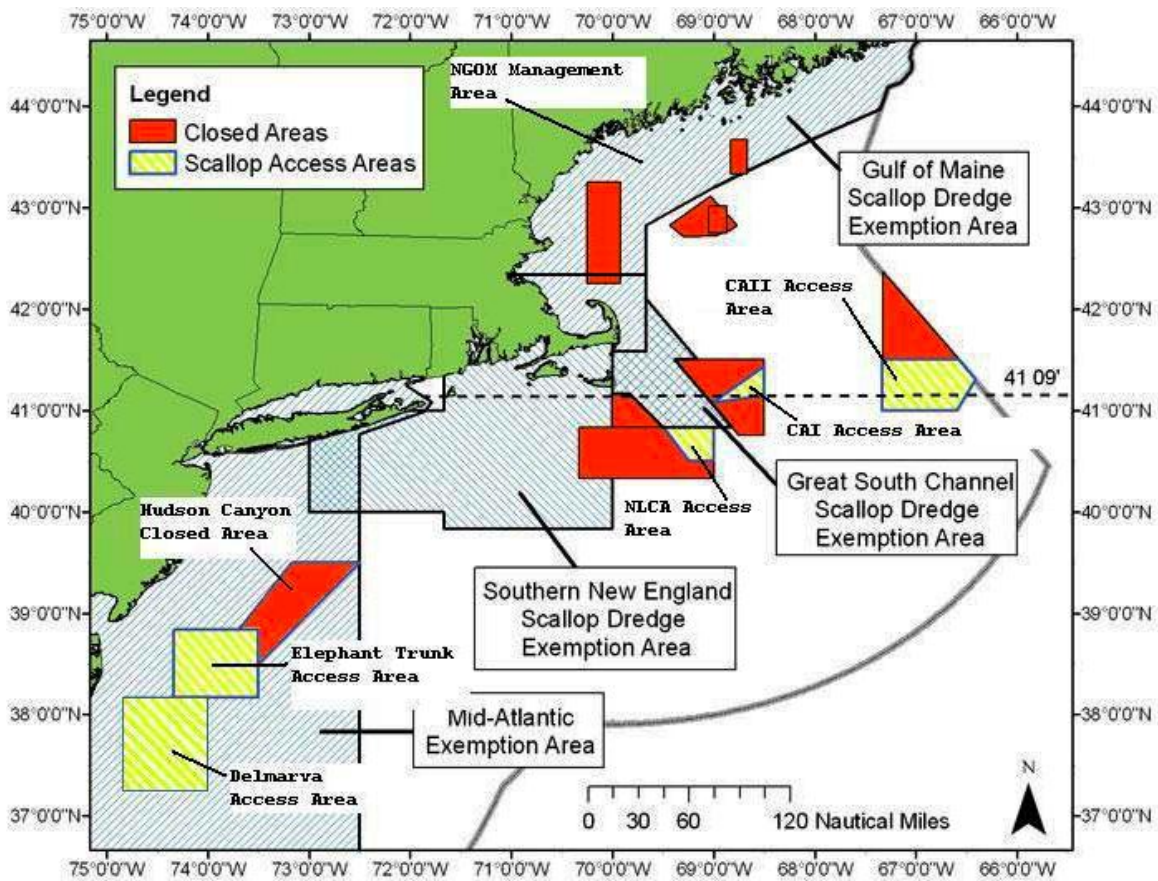 75°0'0"W 74°0'0"W 73°0'0"W 72°0'0"W 71°0'0"W 70°0'0"W 69°0'0"W 68°0'0"W 67°0'0"W 66°0'0"W
NGOM Management
Area
Legend
Closed Areas
Scallop Access Areas
44°0'0"N
44°0'0"N
Gulf of Maine
Scallop Dredge
Exemption Area
43°0'0"N
43°0'0"N
CAII Access
Area
42°0'0"N
42°0'0"N
41 09'
41°0'0"N
41°0'0"N
CAI Access Area
Great South Channel
Scallop Dredge
Exemption Area
NLCA Access
Area
Hudson Canyon
Closed Area
40°0'0"N
40°0'0"N
Southern New England
Scallop Dredge
Exemption Area
39°0'0"N
39°0'0"N
Elephant Trunk
Access Area
38°0'0"N
38°0'0"N
Mid-Atlantic
Exemption Area
Delmarva
Access Area
N
37°0'0"N
37°0'0"N
0 30 60 120 Nautical Miles
75°0'0"W 74°0'0"W 73°0'0"W 72°0'0"W 71°0'0"W 70°0'0"W 69°0'0"W 68°0'0"W 67°0'0"W 66°0'0"W